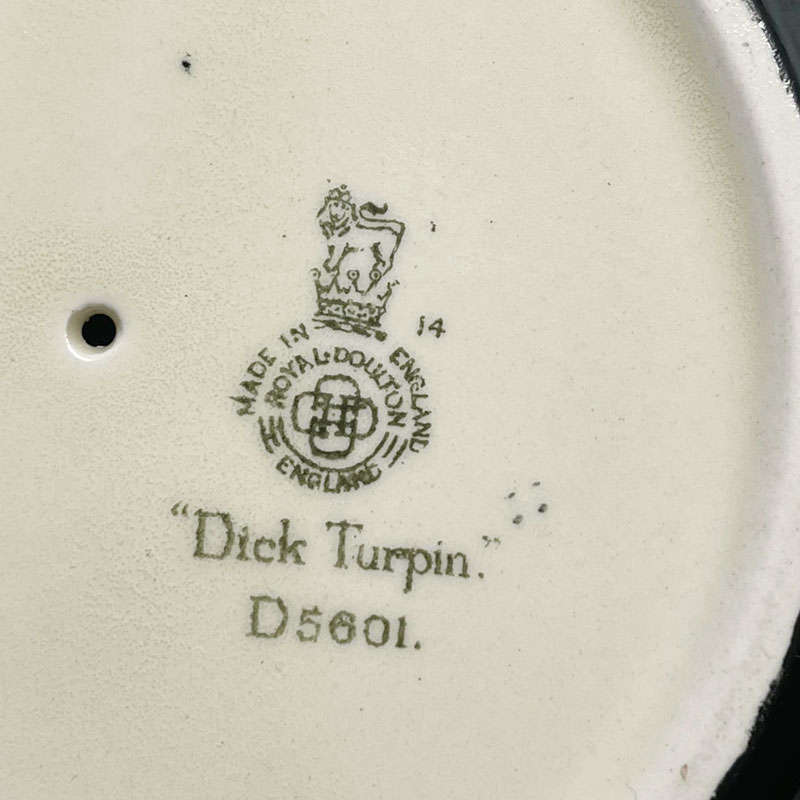 14
MADE IN ENGLAND
ROYAL·DOULTON
ENGLAND
"Dick Turpin."
D5601.